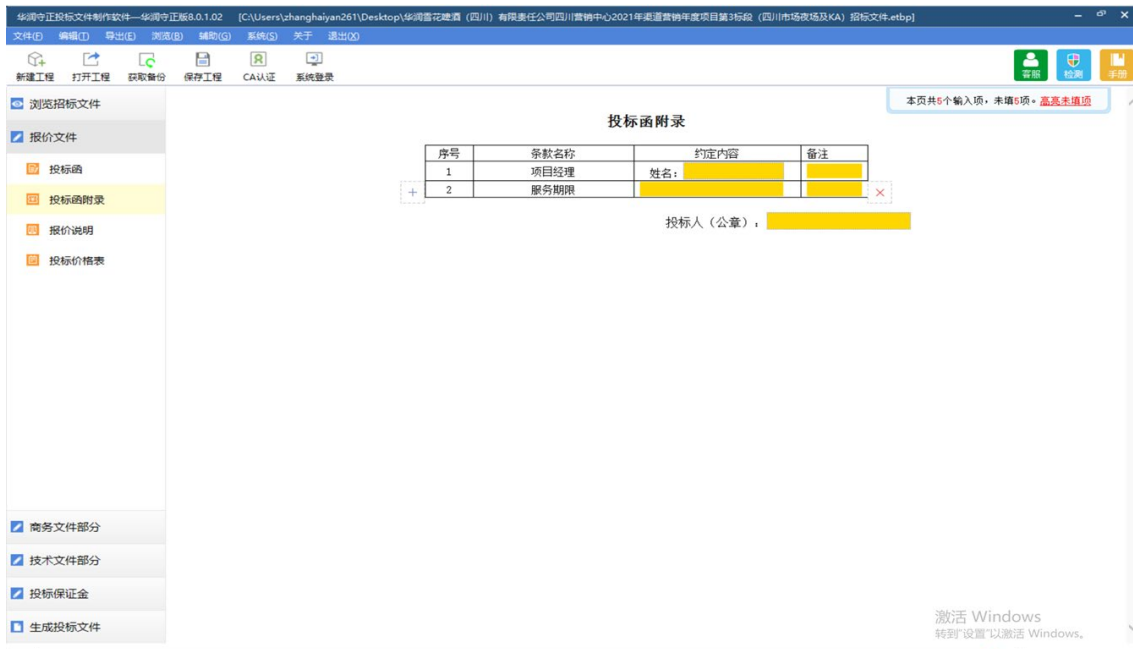 华润守正投标文件制作软件—华润守正版8.0.1.02 [C:\Users\zhanghaiyan261\Desktop\华润雪花啤酒（四川）有限责任公司四川营销中心2021年渠道营销年度项目第3标段（四川市场夜场及KA）招标文件.etbp]
文件(F) 编辑(T) 导出(E) 浏览(B) 辅助(G) 系统(S) 关于 退出(X)
新建工程 打开工程 获取备份 保存工程 CA认证 系统登录 客服 检测 手册
浏览招标文件
报价文件
投标函
投标函附录
报价说明
投标价格表
商务文件部分
技术文件部分
投标保证金
生成投标文件
本页共5个输入项，未填5项。高亮未填项
投标函附录
序号 条款名称 约定内容 备注
1 项目经理 姓名：
2 服务期限
投标人（公章）：
激活 Windows
转到"设置"以激活 Windows。